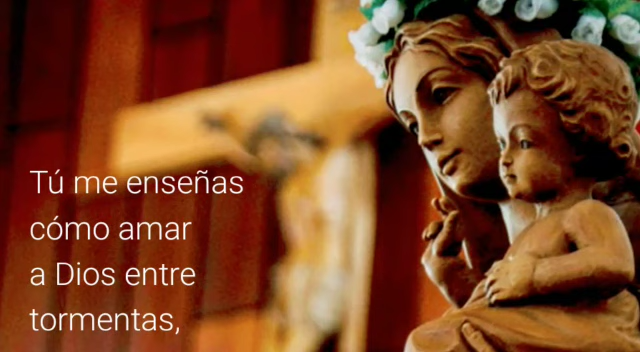 Tú me enseñas
cómo amar
a Dios entre
tormentas,